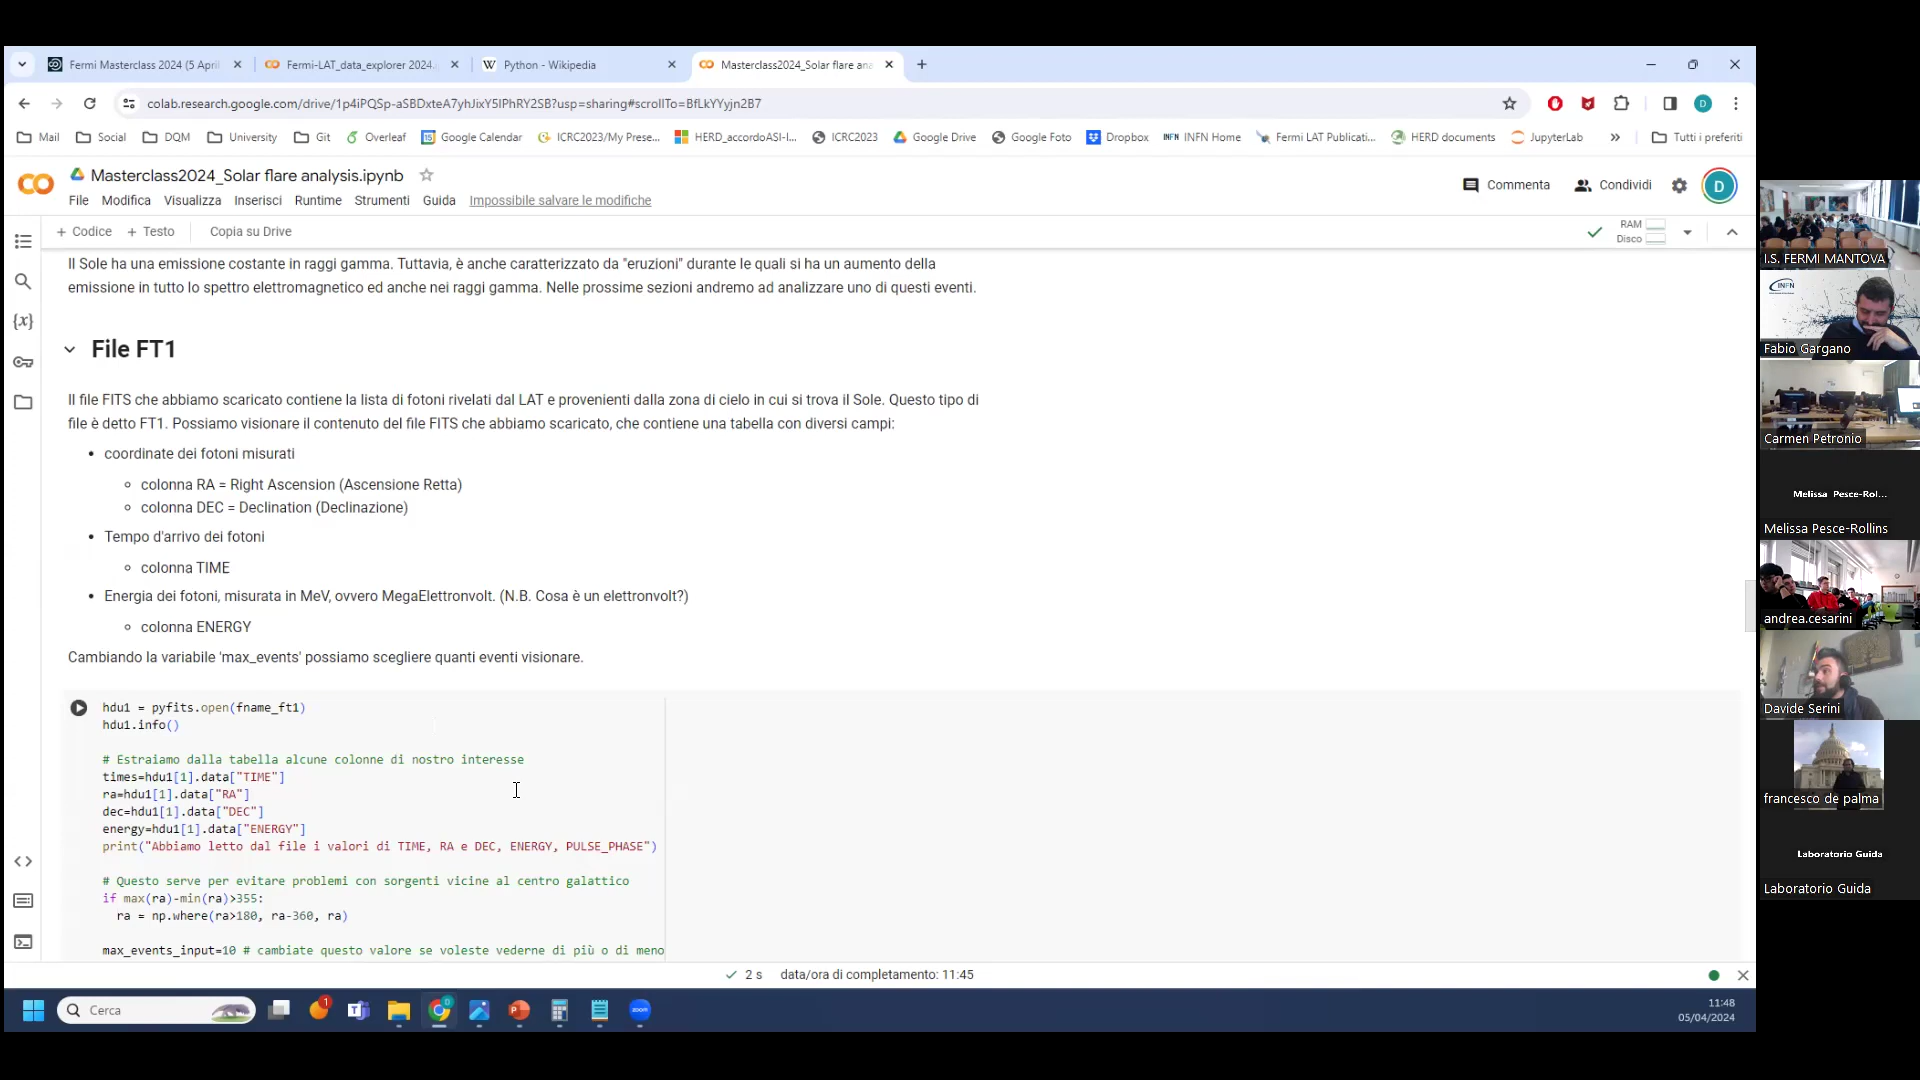 Fermi Masterclass 2024 (5 April
Fermi-LAT_data_explorer 2024.
Python - Wikipedia
Masterclass2024_Solar flare ana
colab.research.google.com/drive/1p4iPQSp-aSBDxteA7yhJixY5IPhRY2SB?usp=sharing#scrollTo=BfLkYYyjn2B7
Mail
Social
DQM
University
Git
Overleaf
Google Calendar
ICRC2023/My Prese...
HERD_accordoASI-I...
ICRC2023
Google Drive
Google Foto
Dropbox
INFN Home
Fermi LAT Publicati...
HERD documents
JupyterLab
Tutti i preferiti
Masterclass2024_Solar flare analysis.ipynb
Commenta
Condividi
D
File Modifica Visualizza Inserisci Runtime Strumenti Guida Impossibile salvare le modifiche
+ Codice + Testo Copia su Drive
RAM
Disco
Il Sole ha una emissione costante in raggi gamma. Tuttavia, è anche caratterizzato da "eruzioni" durante le quali si ha un aumento della
emissione in tutto lo spettro elettromagnetico ed anche nei raggi gamma. Nelle prossime sezioni andremo ad analizzare uno di questi eventi.
File FT1
Il file FITS che abbiamo scaricato contiene la lista di fotoni rivelati dal LAT e provenienti dalla zona di cielo in cui si trova il Sole. Questo tipo di
file è detto FT1. Possiamo visionare il contenuto del file FITS che abbiamo scaricato, che contiene una tabella con diversi campi:
• coordinate dei fotoni misurati
◦ colonna RA = Right Ascension (Ascensione Retta)
◦ colonna DEC = Declination (Declinazione)
• Tempo d'arrivo dei fotoni
◦ colonna TIME
• Energia dei fotoni, misurata in MeV, ovvero MegaElettronvolt. (N.B. Cosa è un elettronvolt?)
◦ colonna ENERGY
Cambiando la variabile 'max_events' possiamo scegliere quanti eventi visionare.
hdu1 = pyfits.open(fname_ft1)
hdu1.info()
# Estraiamo dalla tabella alcune colonne di nostro interesse
times=hdu1[1].data["TIME"]
ra=hdu1[1].data["RA"]
dec=hdu1[1].data["DEC"]
energy=hdu1[1].data["ENERGY"]
print("Abbiamo letto dal file i valori di TIME, RA e DEC, ENERGY, PULSE_PHASE")
# Questo serve per evitare problemi con sorgenti vicine al centro galattico
if max(ra)-min(ra)>355:
ra = np.where(ra>180, ra-360, ra)
max_events_input=10 # cambiate questo valore se voleste vederne di più o di meno
2 s data/ora di completamento: 11:45
Cerca
1
zoom
11:48
05/04/2024
I.S. FERMI MANTOVA
INFN
Fabio Gargano
Carmen Petronio
Melissa Pesce-Rol...
Melissa Pesce-Rollins
andrea.cesarini
Davide Serini
francesco de palma
Laboratorio Guida
Laboratorio Guida